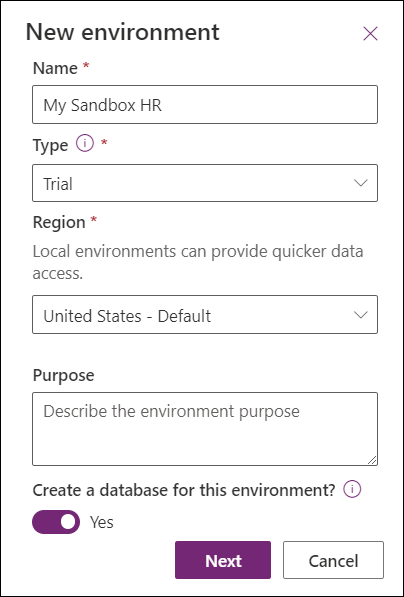 New environment
Name *
My Sandbox HR
Type i *
Trial
Region *
Local environments can provide quicker data
access.
United States - Default
Purpose
Describe the environment purpose
Create a database for this environment? i
Yes
Next Cancel